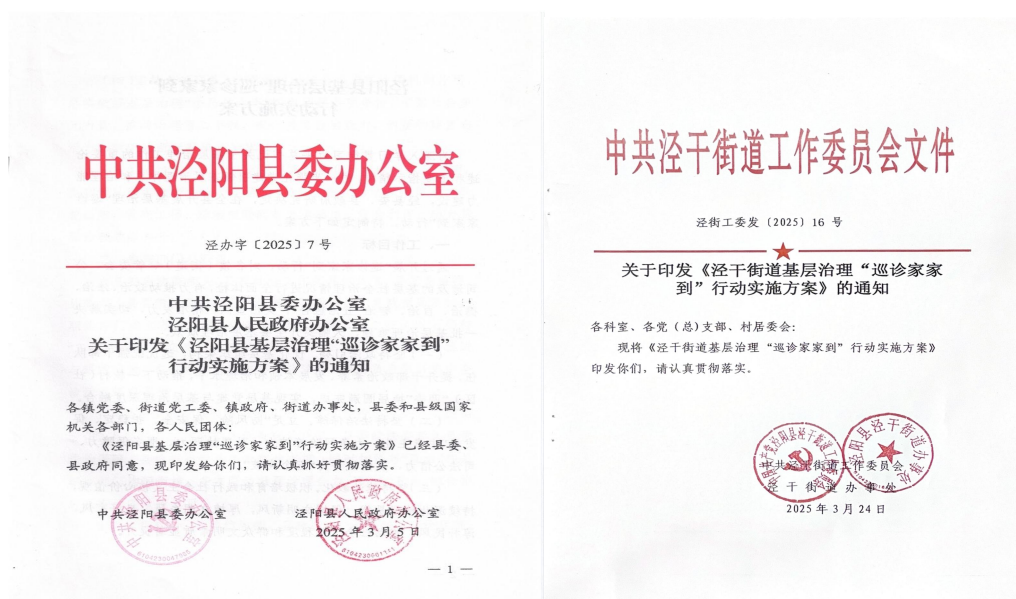 中共泾阳县委办公室
泾办字〔2025〕7号
中共泾阳县委办公室
泾阳县人民政府办公室
关于印发《泾阳县基层治理“巡诊家家到”
行动实施方案》的通知
各镇党委、街道党工委、镇政府、街道办事处，县委和县级国家
机关各部门，各人民团体：
《泾阳县基层治理“巡诊家家到”行动实施方案》已经县委、
县政府同意，现印发给你们，请认真抓好贯彻落实。
中共泾阳县委办公室
泾阳县人民政府办公室
2025年3月5日
— 1 —
中共泾干街道工作委员会文件
泾街工委发〔2025〕16 号
关于印发《泾干街道基层治理“巡诊家家
到”行动实施方案》的通知
各科室、各党（总）支部、村居委会：
现将《泾干街道基层治理“巡诊家家到”行动实施方案》
印发你们，请认真贯彻落实。
中共泾干街道工作委员会
泾干街道办事处
2025年3月24日